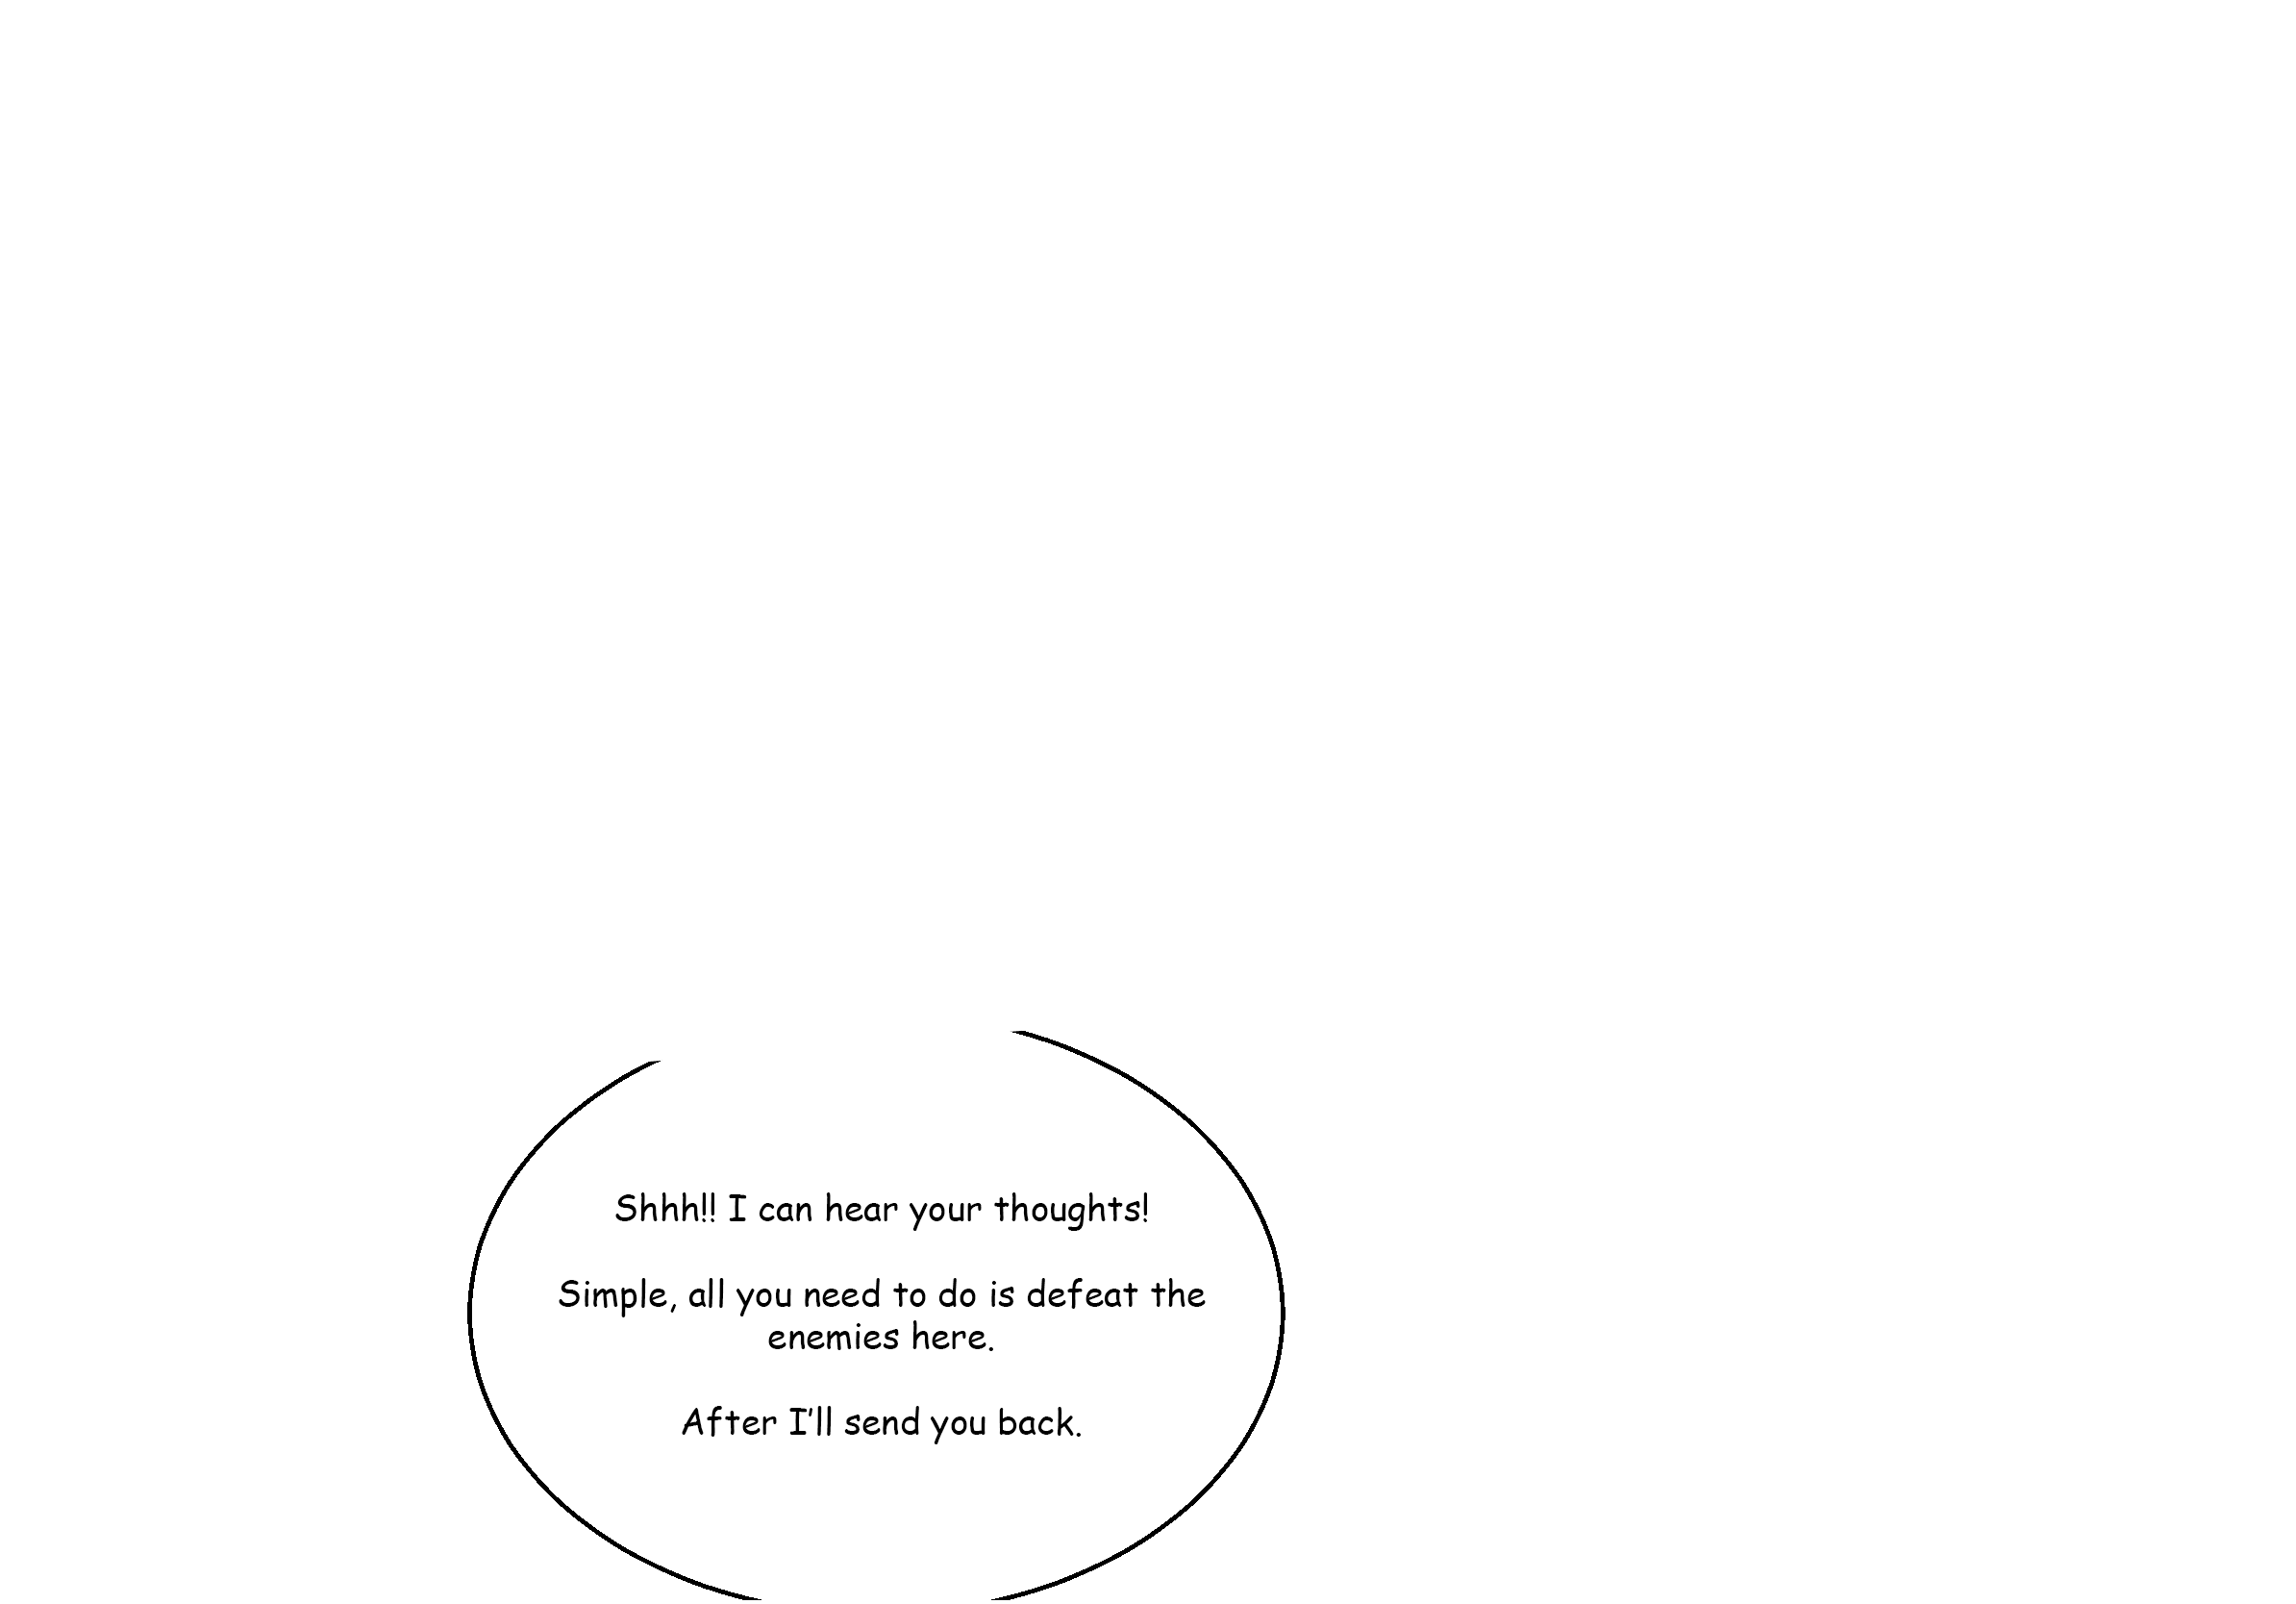 Shhh!! I can hear your thoughts!
Simple, all you need to do is defeat the
enemies here.
After I'll send you back.